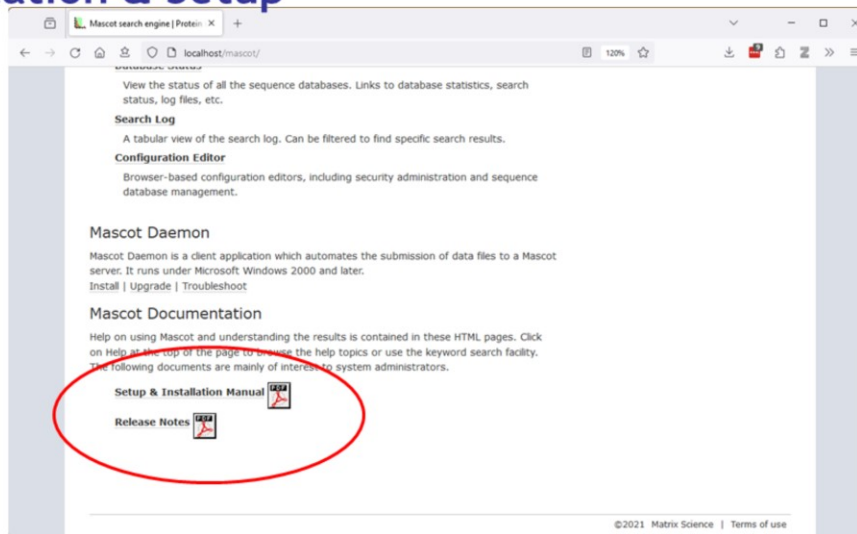 Mascot search engine | Protein
localhost/mascot/
120%
Database Status
View the status of all the sequence databases. Links to database statistics, search
status, log files, etc.
Search Log
A tabular view of the search log. Can be filtered to find specific search results.
Configuration Editor
Browser-based configuration editors, including security administration and sequence
database management.
Mascot Daemon
Mascot Daemon is a client application which automates the submission of data files to a Mascot
server. It runs under Microsoft Windows 2000 and later.
Install | Upgrade | Troubleshoot
Mascot Documentation
Help on using Mascot and understanding the results is contained in these HTML pages. Click
on Help at the top of the page to browse the help topics or use the keyword search facility.
The following documents are mainly of interest to system administrators.
Setup & Installation Manual PDF
Release Notes PDF
©2021 Matrix Science | Terms of use